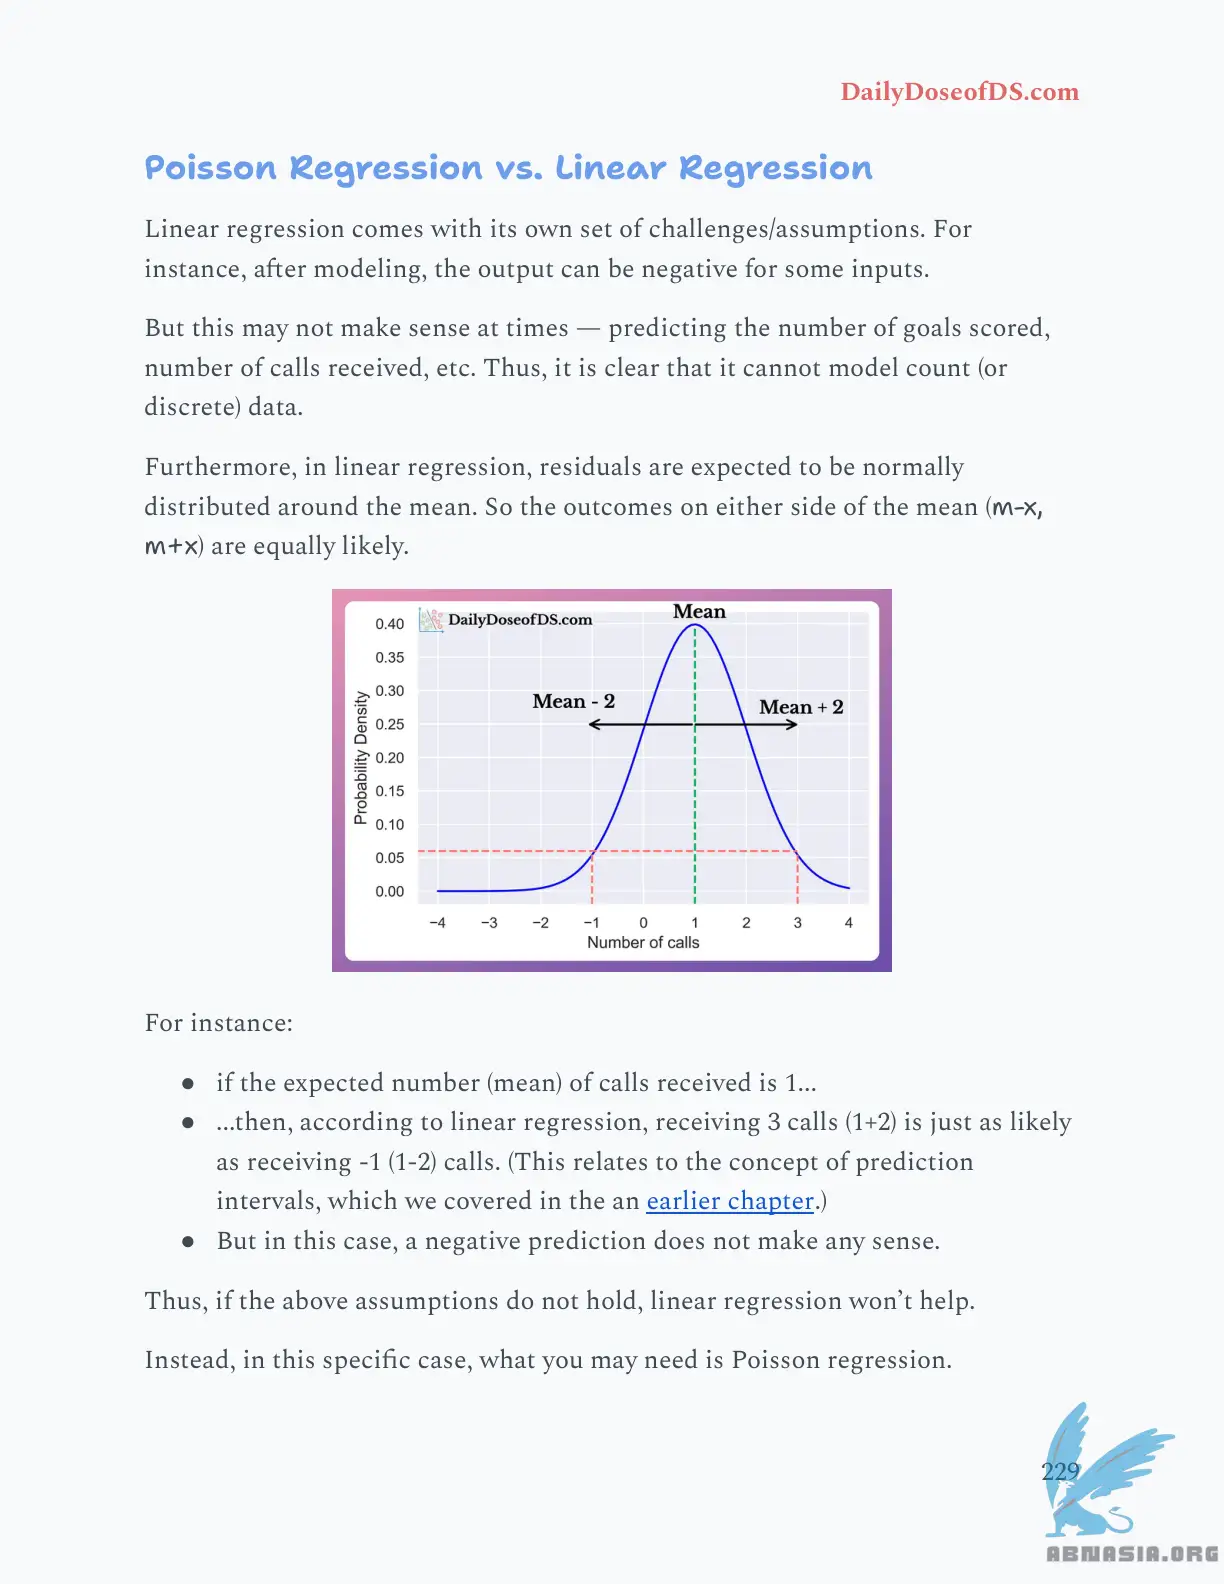 DailyDoseofDS.com
Poisson Regression vs. Linear Regression
Linear regression comes with its own set of challenges/assumptions. For
instance, after modeling, the output can be negative for some inputs.
But this may not make sense at times — predicting the number of goals scored,
number of calls received, etc. Thus, it is clear that it cannot model count (or
discrete) data.
Furthermore, in linear regression, residuals are expected to be normally
distributed around the mean. So the outcomes on either side of the mean (m-x,
m+x) are equally likely.
DailyDoseofDS.com
Mean
Mean - 2
Mean + 2
Probability Density
0.40
0.35
0.30
0.25
0.20
0.15
0.10
0.05
0.00
−4 −3 −2 −1 0 1 2 3 4
Number of calls
For instance:
● if the expected number (mean) of calls received is 1...
● ...then, according to linear regression, receiving 3 calls (1+2) is just as likely
as receiving -1 (1-2) calls. (This relates to the concept of prediction
intervals, which we covered in the an earlier chapter.)
● But in this case, a negative prediction does not make any sense.
Thus, if the above assumptions do not hold, linear regression won’t help.
Instead, in this specific case, what you may need is Poisson regression.
229
ABNASIA.ORG